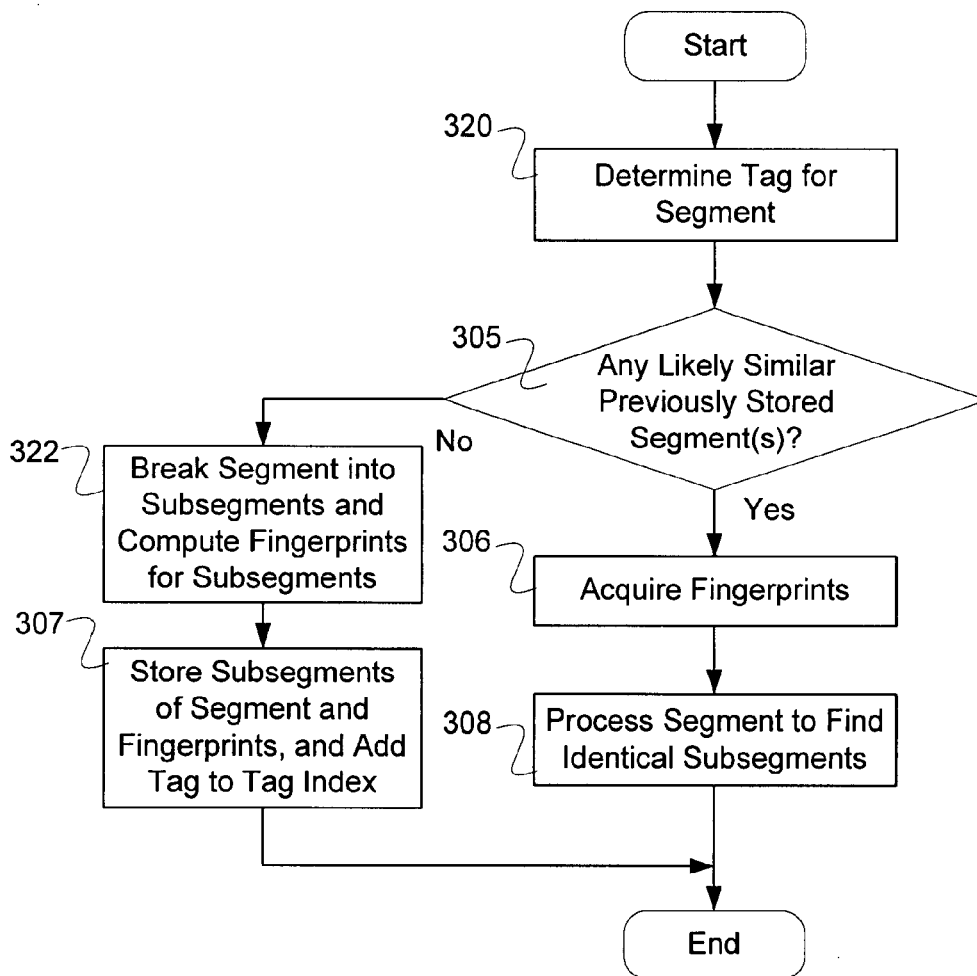 Start
320
Determine Tag for
Segment
305
Any Likely Similar
Previously Stored
Segment(s)?
No
Yes
322
Break Segment into
Subsegments and
Compute Fingerprints
for Subsegments
306
Acquire Fingerprints
307
Store Subsegments
of Segment and
Fingerprints, and Add
Tag to Tag Index
308
Process Segment to Find
Identical Subsegments
End